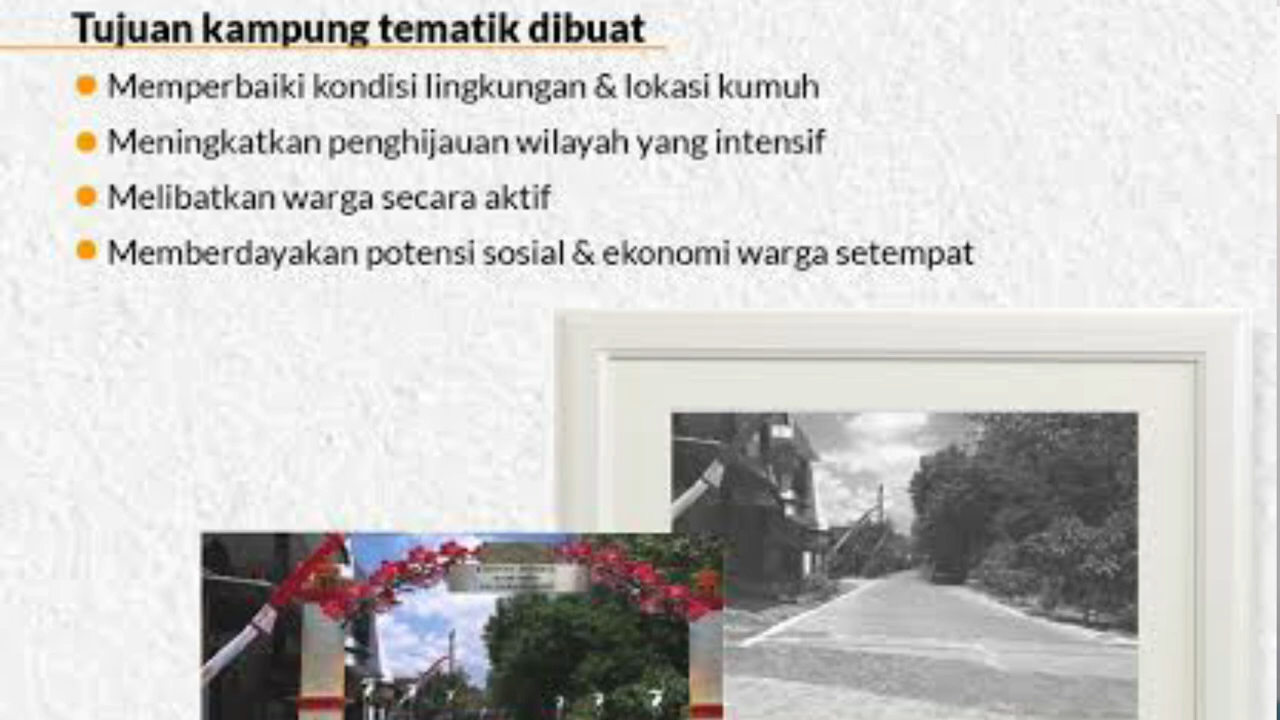 Tujuan kampung tematik dibuat
Memperbaiki kondisi lingkungan & lokasi kumuh
Meningkatkan penghijauan wilayah yang intensif
Melibatkan warga secara aktif
Memberdayakan potensi sosial & ekonomi warga setempat